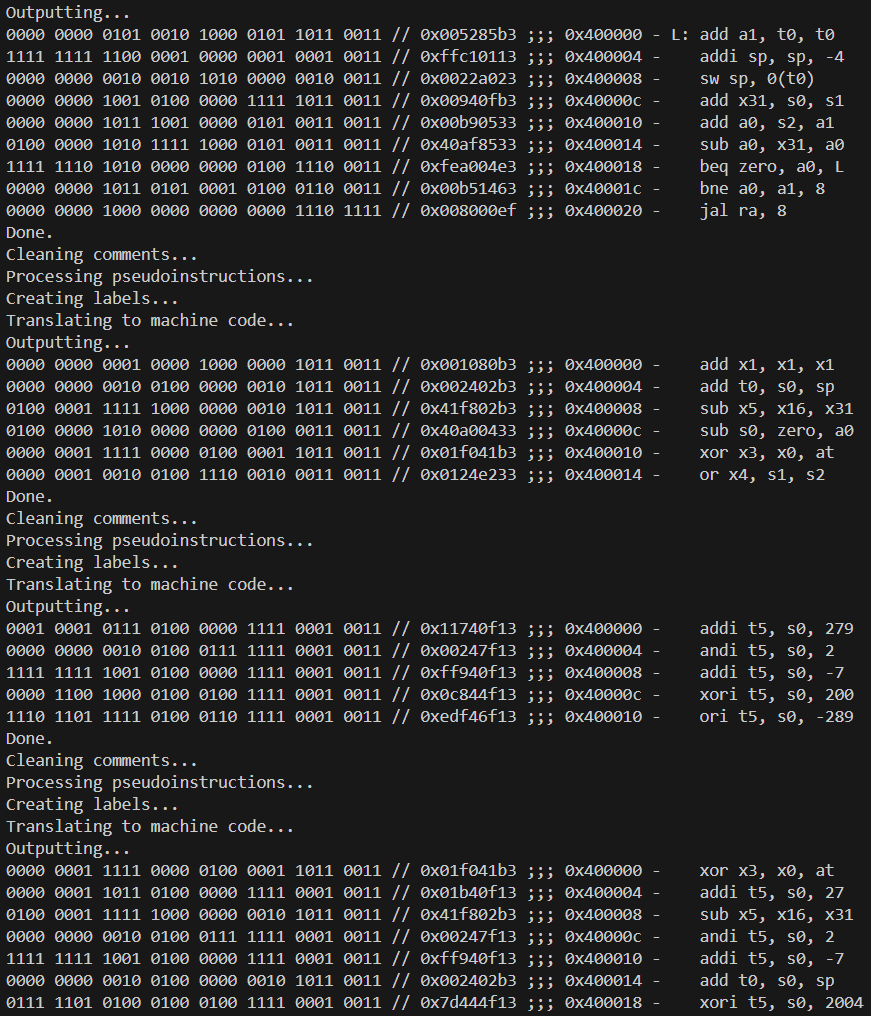 Outputting...
0000 0000 0101 0010 1000 0101 1011 0011 // 0x005285b3 ;;; 0x400000 - L: add a1, t0, t0
1111 1111 1100 0001 0000 0001 0001 0011 // 0xffc10113 ;;; 0x400004 -    addi sp, sp, -4
0000 0000 0010 0010 1010 0000 0010 0011 // 0x0022a023 ;;; 0x400008 -    sw sp, 0(t0)
0000 0000 1001 0100 0000 1111 1011 0011 // 0x00940fb3 ;;; 0x40000c -    add x31, s0, s1
0000 0000 1011 1001 0000 0101 0011 0011 // 0x00b90533 ;;; 0x400010 -    add a0, s2, a1
0100 0000 1010 1111 1000 0101 0011 0011 // 0x40af8533 ;;; 0x400014 -    sub a0, x31, a0
1111 1110 1010 0000 0000 0100 1110 0011 // 0xfea004e3 ;;; 0x400018 -    beq zero, a0, L
0000 0000 1011 0101 0001 0100 0110 0011 // 0x00b51463 ;;; 0x40001c -    bne a0, a1, 8
0000 0000 1000 0000 0000 0000 1110 1111 // 0x008000ef ;;; 0x400020 -    jal ra, 8
Done.
Cleaning comments...
Processing pseudoinstructions...
Creating labels...
Translating to machine code...
Outputting...
0000 0000 0001 0000 1000 0000 1011 0011 // 0x001080b3 ;;; 0x400000 -    add x1, x1, x1
0000 0000 0010 0100 0000 0010 1011 0011 // 0x002402b3 ;;; 0x400004 -    add t0, s0, sp
0100 0001 1111 1000 0000 0010 1011 0011 // 0x41f802b3 ;;; 0x400008 -    sub x5, x16, x31
0100 0000 1010 0000 0000 0100 0011 0011 // 0x40a00433 ;;; 0x40000c -    sub s0, zero, a0
0000 0001 1111 0000 0100 0001 1011 0011 // 0x01f041b3 ;;; 0x400010 -    xor x3, x0, at
0000 0001 0010 0100 1110 0010 0011 0011 // 0x0124e233 ;;; 0x400014 -    or x4, s1, s2
Done.
Cleaning comments...
Processing pseudoinstructions...
Creating labels...
Translating to machine code...
Outputting...
0001 0001 0111 0100 0000 1111 0001 0011 // 0x11740f13 ;;; 0x400000 -    addi t5, s0, 279
0000 0000 0010 0100 0111 1111 0001 0011 // 0x00247f13 ;;; 0x400004 -    andi t5, s0, 2
1111 1111 1001 0100 0000 1111 0001 0011 // 0xff940f13 ;;; 0x400008 -    addi t5, s0, -7
0000 1100 1000 0100 0100 1111 0001 0011 // 0x0c844f13 ;;; 0x40000c -    xori t5, s0, 200
1110 1101 1111 0100 0110 1111 0001 0011 // 0xedf46f13 ;;; 0x400010 -    ori t5, s0, -289
Done.
Cleaning comments...
Processing pseudoinstructions...
Creating labels...
Translating to machine code...
Outputting...
0000 0001 1111 0000 0100 0001 1011 0011 // 0x01f041b3 ;;; 0x400000 -    xor x3, x0, at
0000 0001 1011 0100 0000 1111 0001 0011 // 0x01b40f13 ;;; 0x400004 -    addi t5, s0, 27
0100 0001 1111 1000 0000 0010 1011 0011 // 0x41f802b3 ;;; 0x400008 -    sub x5, x16, x31
0000 0000 0010 0100 0111 1111 0001 0011 // 0x00247f13 ;;; 0x40000c -    andi t5, s0, 2
1111 1111 1001 0100 0000 1111 0001 0011 // 0xff940f13 ;;; 0x400010 -    addi t5, s0, -7
0000 0000 0010 0100 0000 0010 1011 0011 // 0x002402b3 ;;; 0x400014 -    add t0, s0, sp
0111 1101 0100 0100 0100 1111 0001 0011 // 0x7d444f13 ;;; 0x400018 -    xori t5, s0, 2004